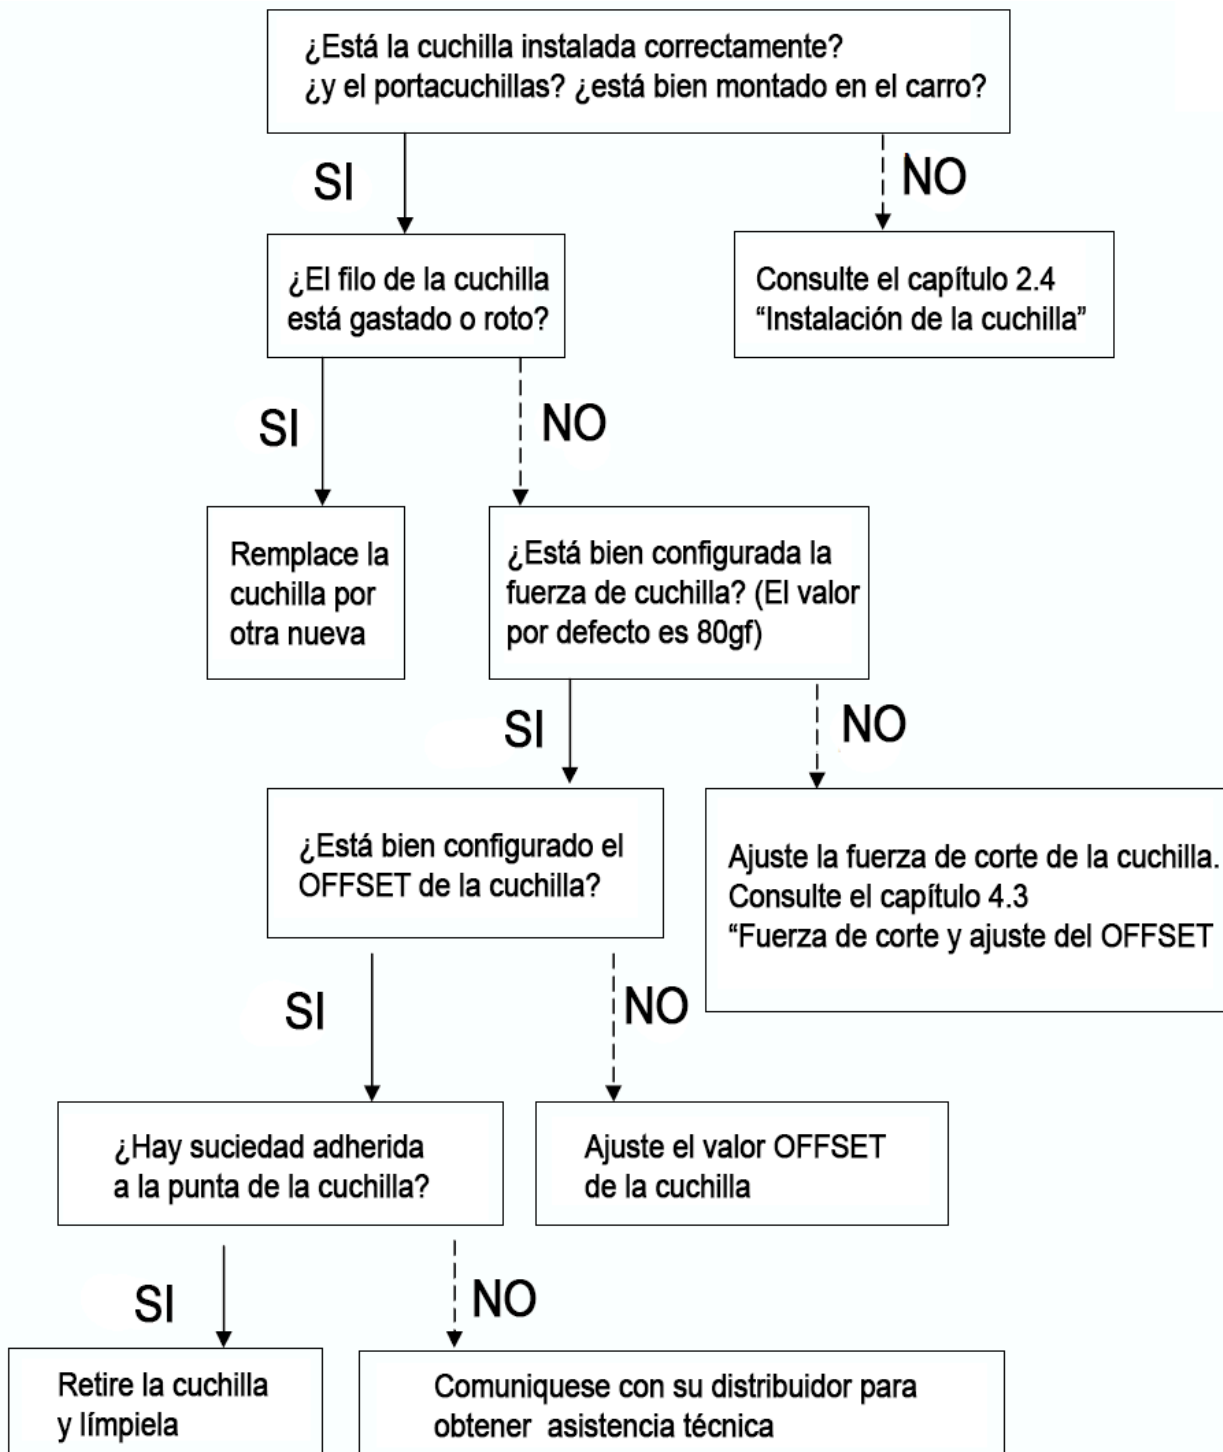 ¿Está la cuchilla instalada correctamente?
¿y el portacuchillas? ¿está bien montado en el carro?
SI
NO
¿El filo de la cuchilla
está gastado o roto?
Consulte el capítulo 2.4
“Instalación de la cuchilla”
SI
NO
Remplace la
cuchilla por
otra nueva
¿Está bien configurada la
fuerza de cuchilla? (El valor
por defecto es 80gf)
SI
NO
¿Está bien configurado el
OFFSET de la cuchilla?
Ajuste la fuerza de corte de la cuchilla.
Consulte el capítulo 4.3
“Fuerza de corte y ajuste del OFFSET
SI
NO
¿Hay suciedad adherida
a la punta de la cuchilla?
Ajuste el valor OFFSET
de la cuchilla
SI
NO
Retire la cuchilla
y límpiela
Comuniquese con su distribuidor para
obtener asistencia técnica